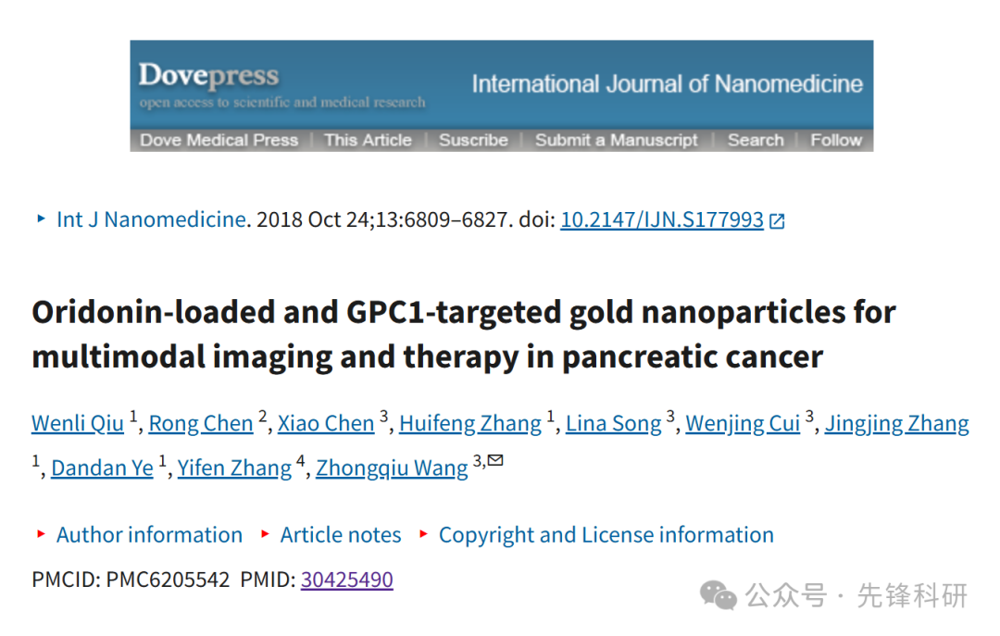 Dovepress
open access to scientific and medical research
International Journal of Nanomedicine
Dove Medical Press | This Article | Suscribe | Submit a Manuscript | Search | Follow
Int J Nanomedicine. 2018 Oct 24;13:6809–6827. doi: 10.2147/IJN.S177993
Oridonin-loaded and GPC1-targeted gold nanoparticles for
multimodal imaging and therapy in pancreatic cancer
Wenli Qiu 1, Rong Chen 2, Xiao Chen 3, Huifeng Zhang 1, Lina Song 3, Wenjing Cui 3, Jingjing Zhang
1, Dandan Ye 1, Yifen Zhang 4, Zhongqiu Wang 3,✉
Author information Article notes Copyright and License information
PMCID: PMC6205542 PMID: 30425490
公众号 · 先锋科研